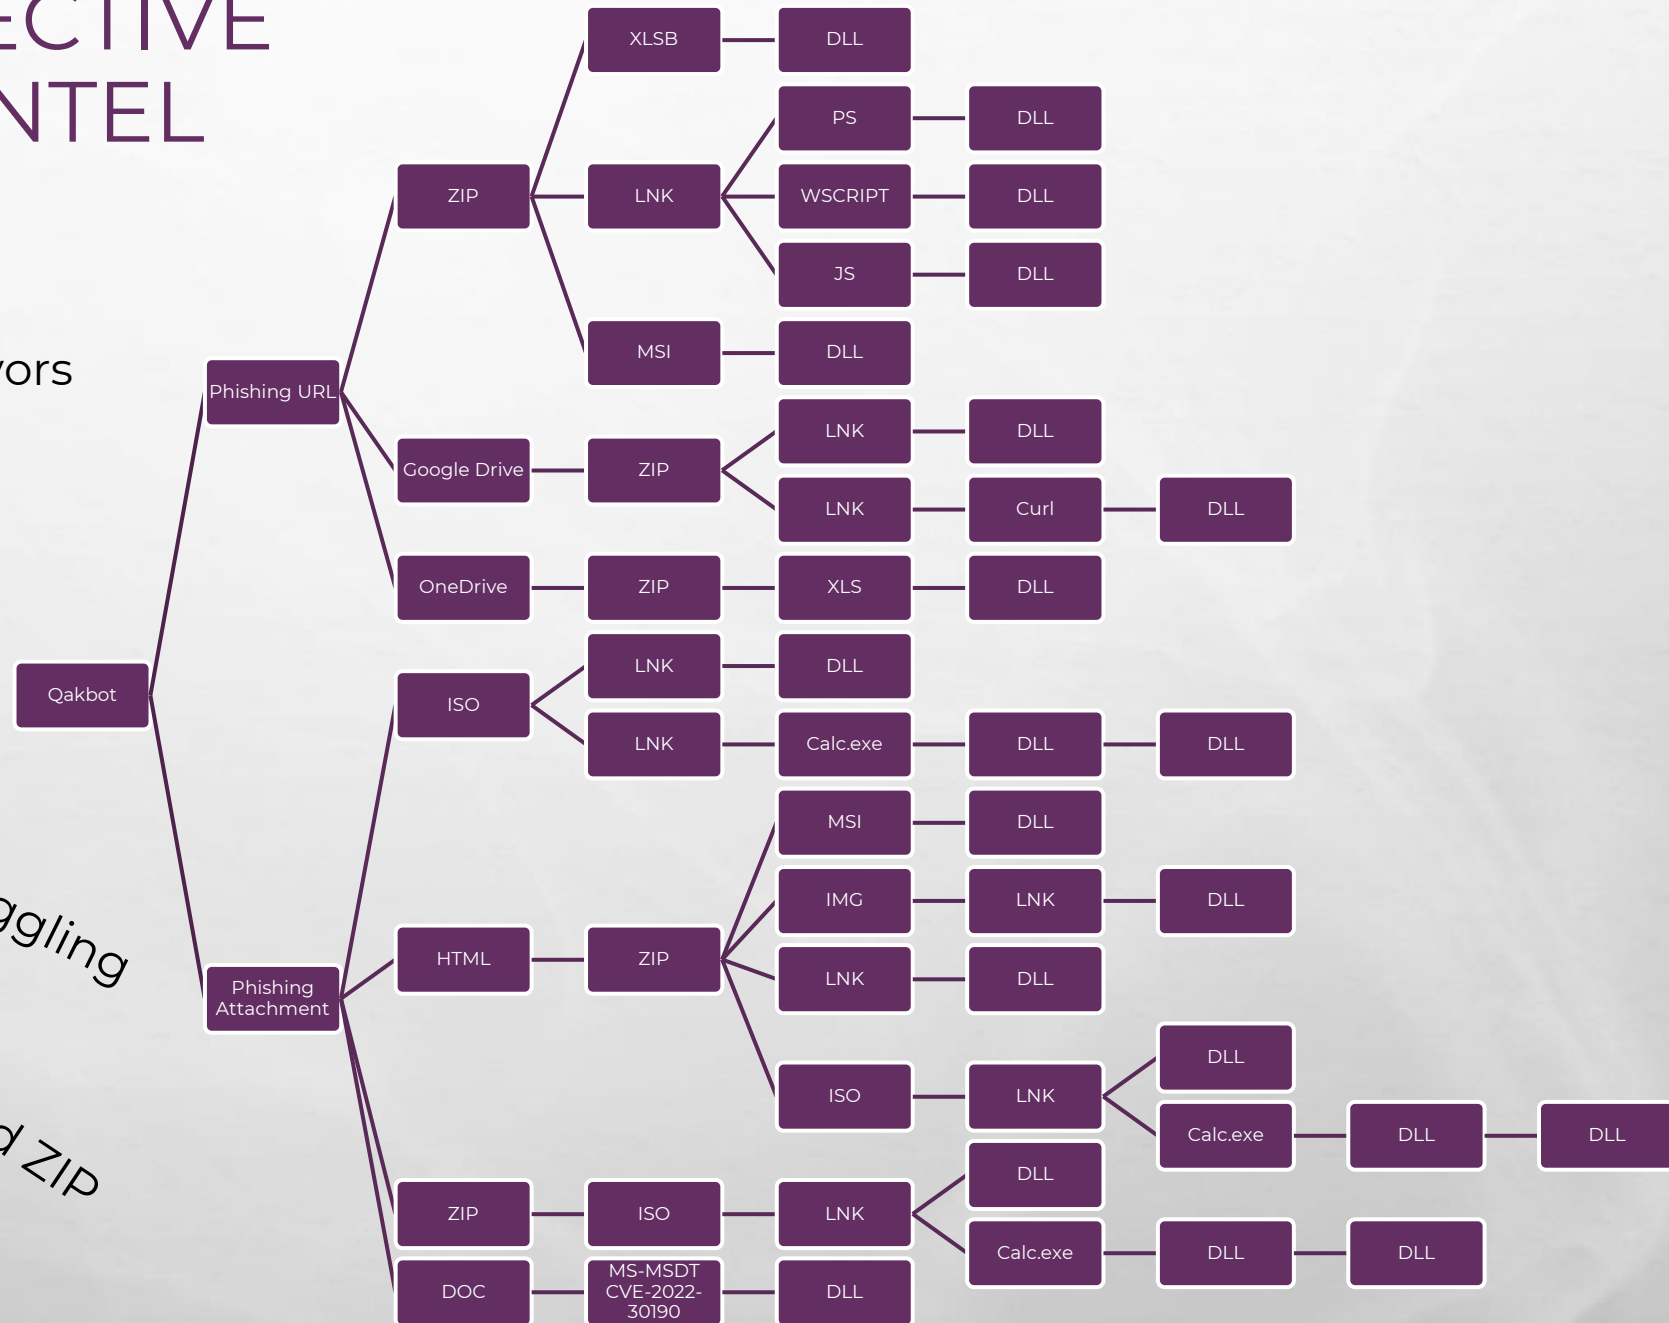 ECTIVE
NTEL
vors
ggling
d ZIP
Qakbot
Phishing URL
ZIP
XLSB
DLL
LNK
PS
DLL
WSCRIPT
DLL
JS
DLL
MSI
DLL
Google Drive
ZIP
LNK
DLL
LNK
Curl
DLL
OneDrive
ZIP
XLS
DLL
Phishing
Attachment
ISO
LNK
DLL
LNK
Calc.exe
DLL
DLL
HTML
ZIP
MSI
DLL
IMG
LNK
DLL
LNK
DLL
ISO
LNK
DLL
Calc.exe
DLL
DLL
ZIP
ISO
LNK
DLL
Calc.exe
DLL
DLL
DOC
MS-MSDT
CVE-2022-
30190
DLL